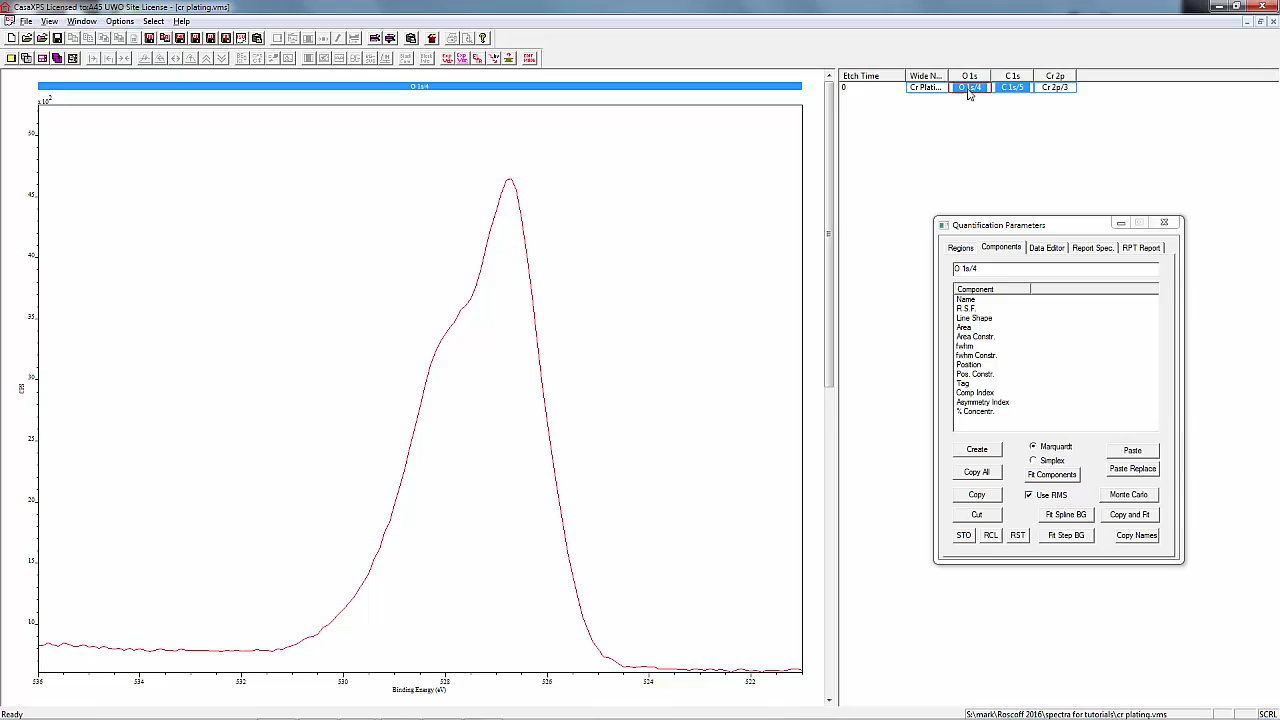 CasaXPS Licensed to:A45 UWO Site License - [cr plating.vms]
File View Window Options Select Help
O 1s/4
x10²
50
45
40
35
30
25
20
15
10
CPS
536 534 532 530 528 526 524 522
Binding Energy (eV)
Etch Time Wide N... O 1s C 1s Cr 2p
0 Cr Plati... O 1s/4 C 1s/5 Cr 2p/3
Quantification Parameters
Regions Components Data Editor Report Spec. RPT Report
O 1s/4
Component
Name
R.S.F.
Line Shape
Area
Area Constr.
fwhm
fwhm Constr.
Position
Pos. Constr.
Tag
Comp Index
Asymmetry Index
% Concentr.
Create Marquardt Paste
Simplex
Copy All Fit Components Paste Replace
Copy Use RMS Monte Carlo
Cut Fit Spline BG Copy and Fit
STO RCL RST Fit Step BG Copy Names
Ready S:\mark\Roscoff 2016\spectra for tutorials\cr plating.vms SCRL